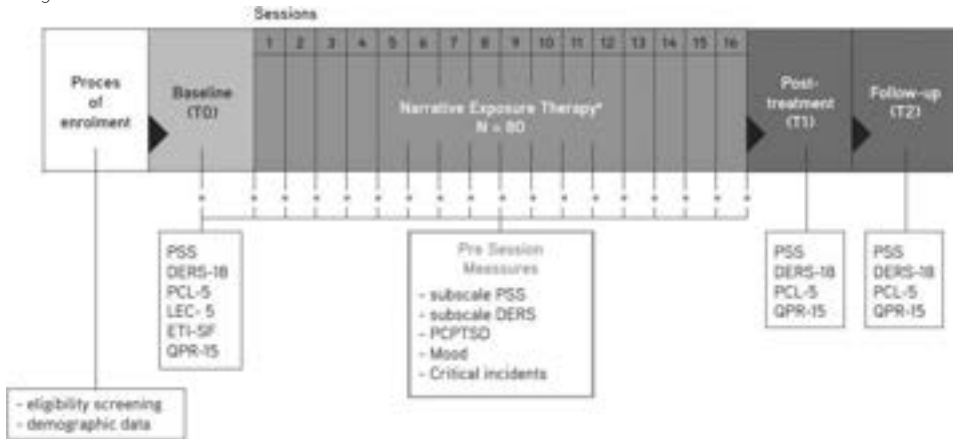 Sessions
1 2 3 4 5 6 7 8 9 10 11 12 13 14 15 16
Proces
of
enrolment
Baseline
(T0)
Narrative Exposure Therapy*
N = 80
Post-
treatment
(T1)
Follow-up
(T2)
PSS
DERS-18
PCL-5
LEC- 5
ETI-SF
QPR-15
Pre Session
Meassures
- subscale PSS
- subscale DERS
- PCPTSD
- Mood
- Critical incidents
PSS
DERS-18
PCL-5
QPR-15
PSS
DERS-18
PCL-5
QPR-15
- eligibility screening
- demographic data